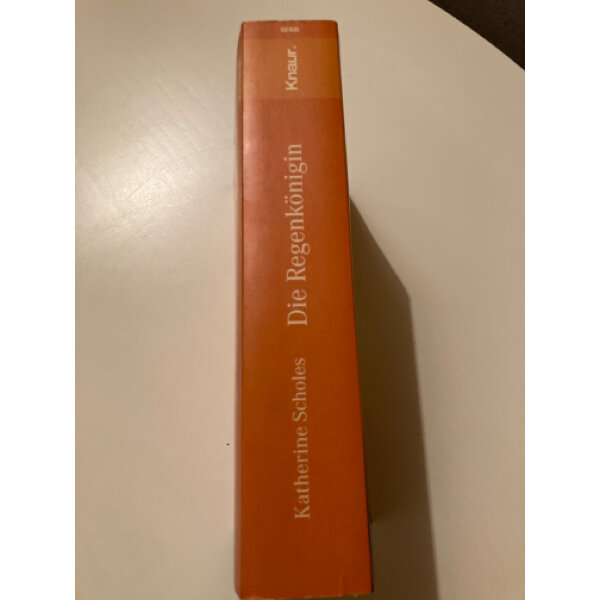 Katherine Scholes Die Regenkönigin
Knaur.